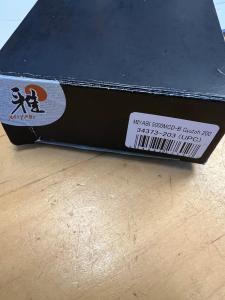 雅
MIYABI
MIYABI 5000MCD-B Gyutoh 200
34373-203 (UPC)